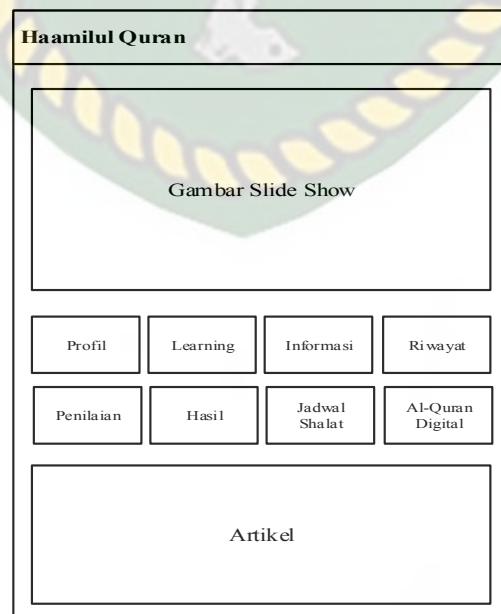 Haamilul Quran
Gambar Slide Show
Profil
Learning
Informasi
Riwayat
Penilaian
Hasil
Jadwal
Shalat
Al-Quran
Digital
Artikel